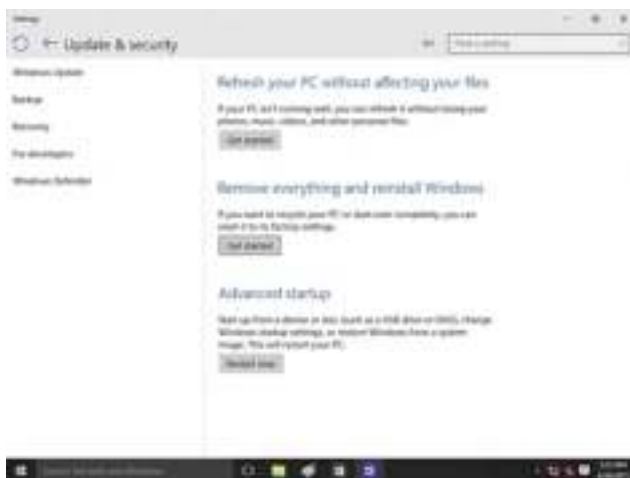 Settings
Update & security
Find a setting
Windows Update
Backup
Recovery
For developers
Windows Defender
Refresh your PC without affecting your files
If your PC isn't running well, you can refresh it without losing your
photos, music, videos, and other personal files.
Get started
Remove everything and reinstall Windows
If you want to recycle your PC or start over completely, you can
reset it to its factory settings.
Get started
Advanced startup
Start up from a device or disc (such as a USB drive or DVD), change
Windows startup settings, or restore Windows from a system
image. This will restart your PC.
Restart now